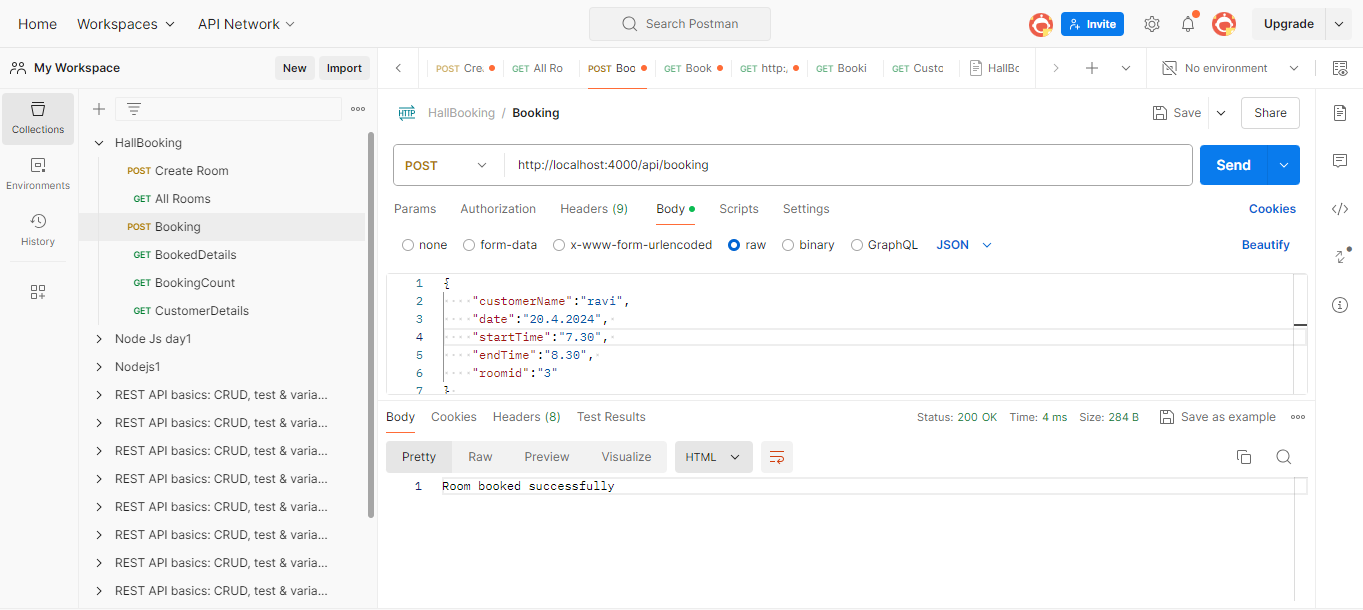 Home Workspaces API Network Search Postman Invite Upgrade
My Workspace New Import POST Cre GET All Ro POST Boo GET Book GET http:, GET Booki GET Custo HallBc No environment
Collections
Environments
History
HallBooking
POST Create Room
GET All Rooms
POST Booking
GET BookedDetails
GET BookingCount
GET CustomerDetails
Node Js day1
Nodejs1
REST API basics: CRUD, test & varia...
REST API basics: CRUD, test & varia...
REST API basics: CRUD, test & varia...
REST API basics: CRUD, test & varia...
REST API basics: CRUD, test & varia...
REST API basics: CRUD, test & varia...
REST API basics: CRUD, test & varia...
REST API basics: CRUD, test & varia...
HTTP HallBooking / Booking Save Share
POST http://localhost:4000/api/booking Send
Params Authorization Headers (9) Body Scripts Settings Cookies
none form-data x-www-form-urlencoded raw binary GraphQL JSON Beautify
1 {
2 "customerName":"ravi",
3 "date":"20.4.2024",
4 "startTime":"7.30",
5 "endTime":"8.30",
6 "roomid":"3"
7 }
Body Cookies Headers (8) Test Results Status: 200 OK Time: 4 ms Size: 284 B Save as example
Pretty Raw Preview Visualize HTML
1 Room booked successfully